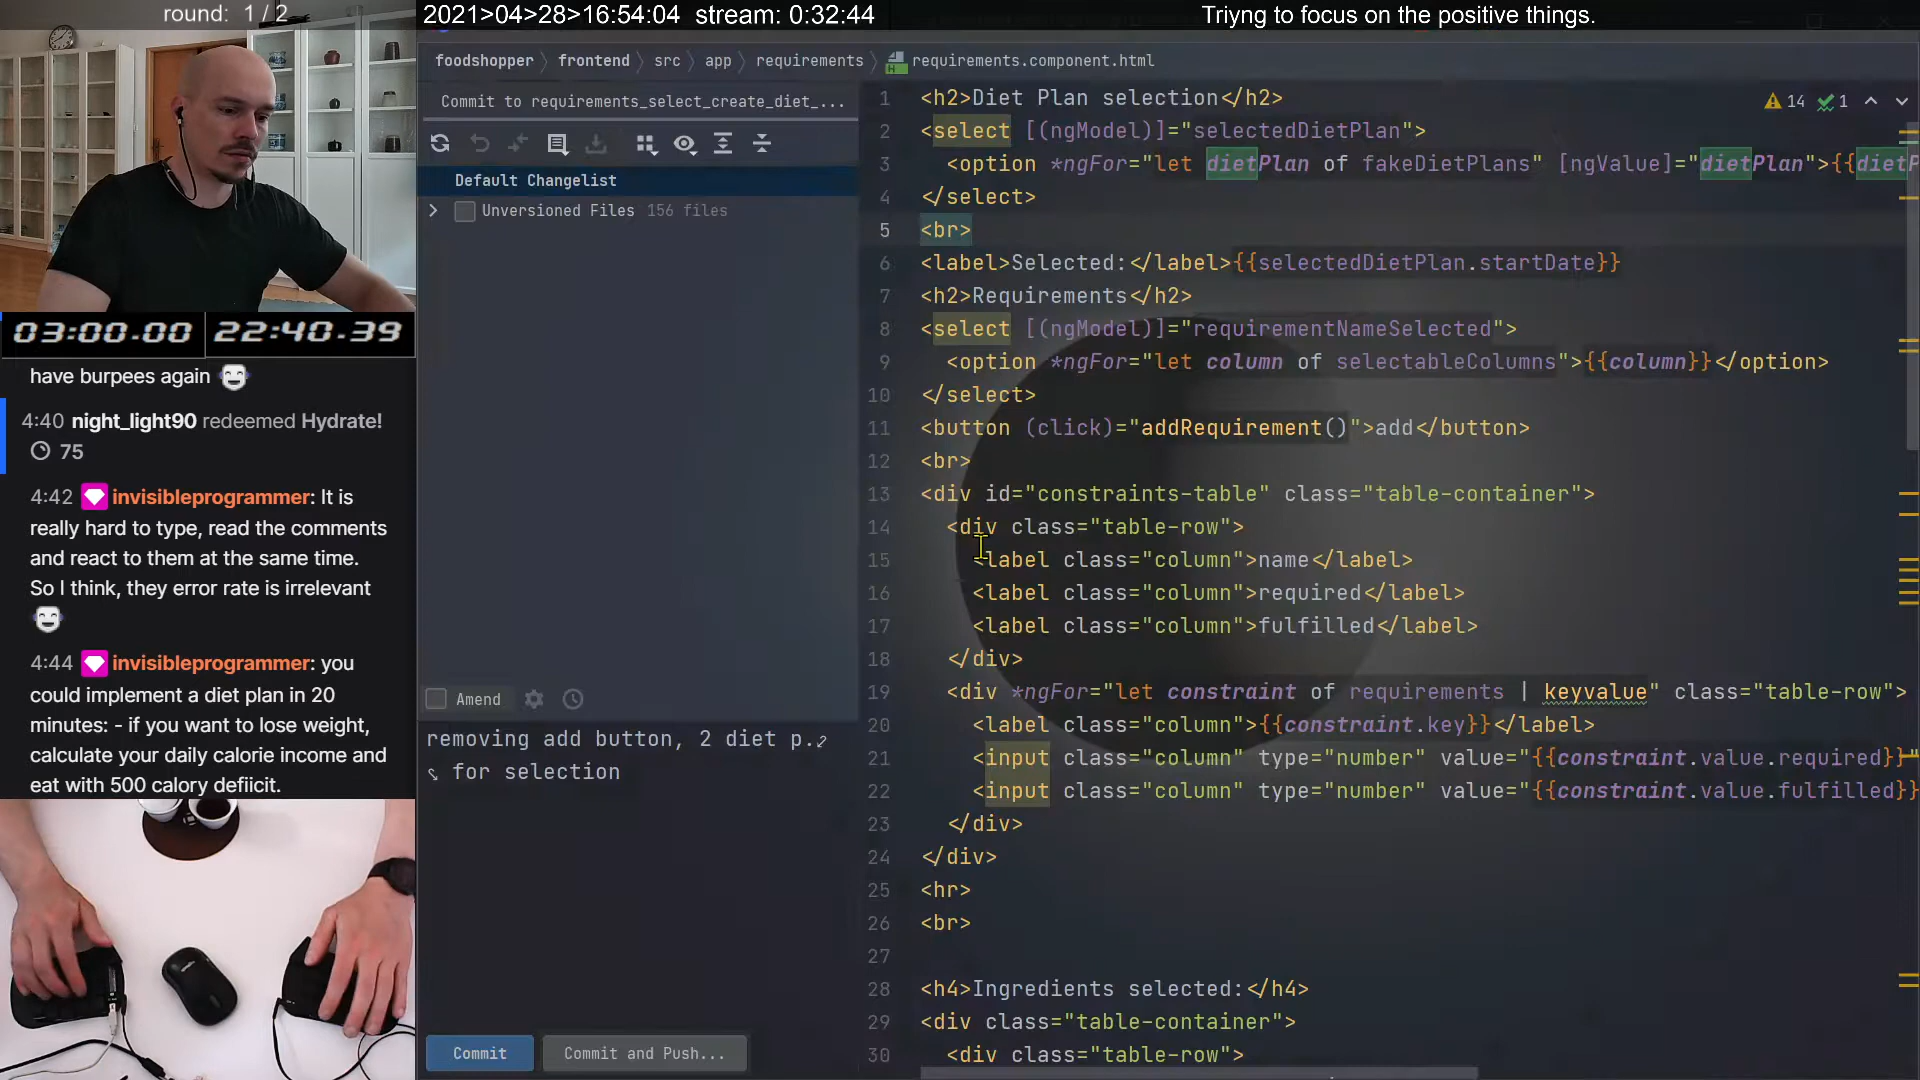 round: 1 / 2
2021>04>28>16:54:04 stream: 0:32:44
Triyng to focus on the positive things.
03:00.00 22:40.39
have burpees again
4:40 night_light90 redeemed Hydrate!
75
4:42 invisibleprogrammer: It is
really hard to type, read the comments
and react to them at the same time.
So I think, they error rate is irrelevant
4:44 invisibleprogrammer: you
could implement a diet plan in 20
minutes: - if you want to lose weight,
calculate your daily calorie income and
eat with 500 calory defiicit.
foodshopper frontend src app requirements requirements.component.html
Commit to requirements_select_create_diet_...
Default Changelist
Unversioned Files 156 files
Amend
removing add button, 2 diet p.
for selection
Commit
Commit and Push...
14 1
1 <h2>Diet Plan selection</h2>
2 <select [(ngModel)]="selectedDietPlan">
3 <option *ngFor="let dietPlan of fakeDietPlans" [ngValue]="dietPlan">{{dietP
4 </select>
5 <br>
6 <label>Selected:</label>{{selectedDietPlan.startDate}}
7 <h2>Requirements</h2>
8 <select [(ngModel)]="requirementNameSelected">
9 <option *ngFor="let column of selectableColumns">{{column}}</option>
10 </select>
11 <button (click)="addRequirement()">add</button>
12 <br>
13 <div id="constraints-table" class="table-container">
14 <div class="table-row">
15 <label class="column">name</label>
16 <label class="column">required</label>
17 <label class="column">fulfilled</label>
18 </div>
19 <div *ngFor="let constraint of requirements | keyvalue" class="table-row">
20 <label class="column">{{constraint.key}}</label>
21 <input class="column" type="number" value="{{constraint.value.required}}"
22 <input class="column" type="number" value="{{constraint.value.fulfilled}}
23 </div>
24 </div>
25 <hr>
26 <br>
27
28 <h4>Ingredients selected:</h4>
29 <div class="table-container">
30 <div class="table-row">